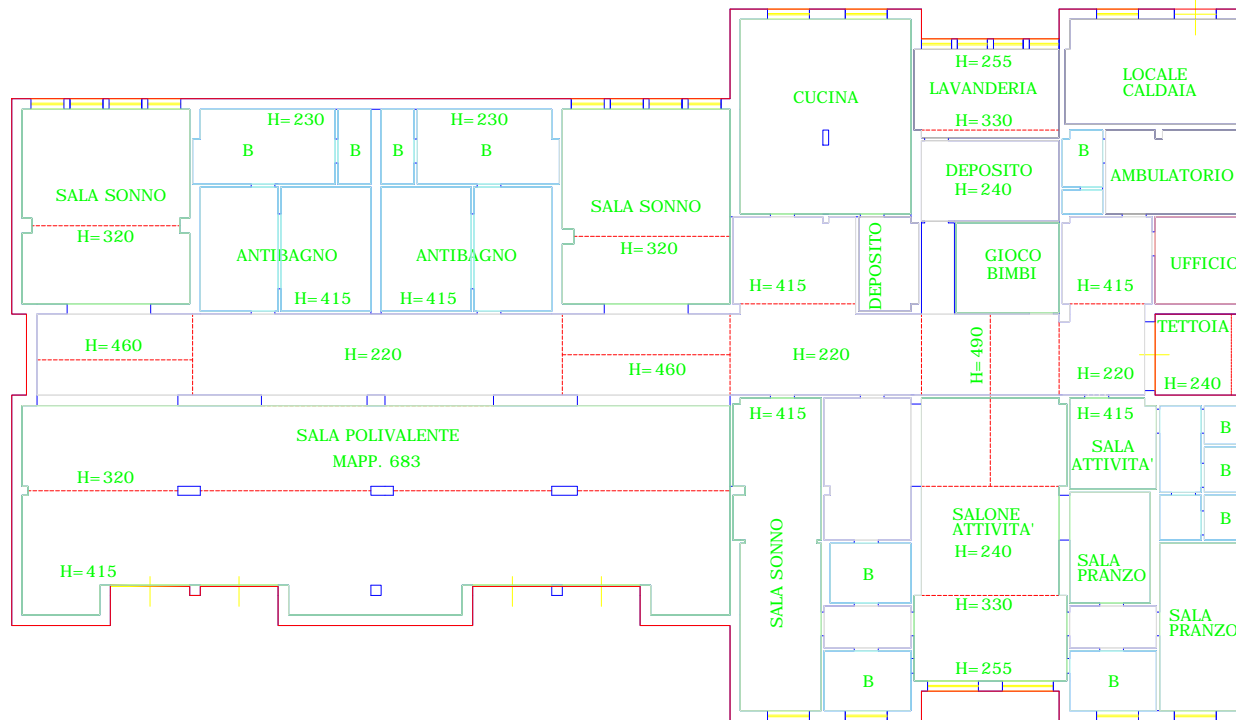 H=255
LAVANDERIA
H=330
CUCINA
LOCALE
CALDAIA
H=230
H=230
B
B
B
B
B
SALA SONNO
H=320
SALA SONNO
H=320
DEPOSITO
H=240
AMBULATORIO
ANTIBAGNO
ANTIBAGNO
H=415
H=415
H=415
DEPOSITO
GIOCO
BIMBI
H=415
UFFICIO
H=460
H=220
H=460
H=220
H=490
H=220
TETTOIA
H=240
SALA POLIVALENTE
MAPP. 683
H=320
H=415
H=415
SALA SONNO
H=415
SALA
ATTIVITA'
B
B
B
SALONE
ATTIVITA'
H=240
B
SALA
PRANZO
H=330
SALA
PRANZO
H=255
B
B